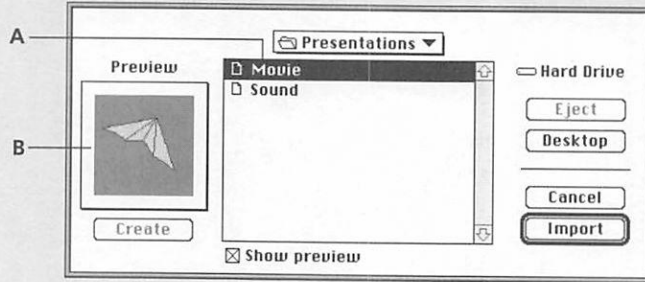 A
Presentations
Preview
Movie
Sound
Hard Drive
Eject
B
Desktop
Cancel
Create
Import
Show preview